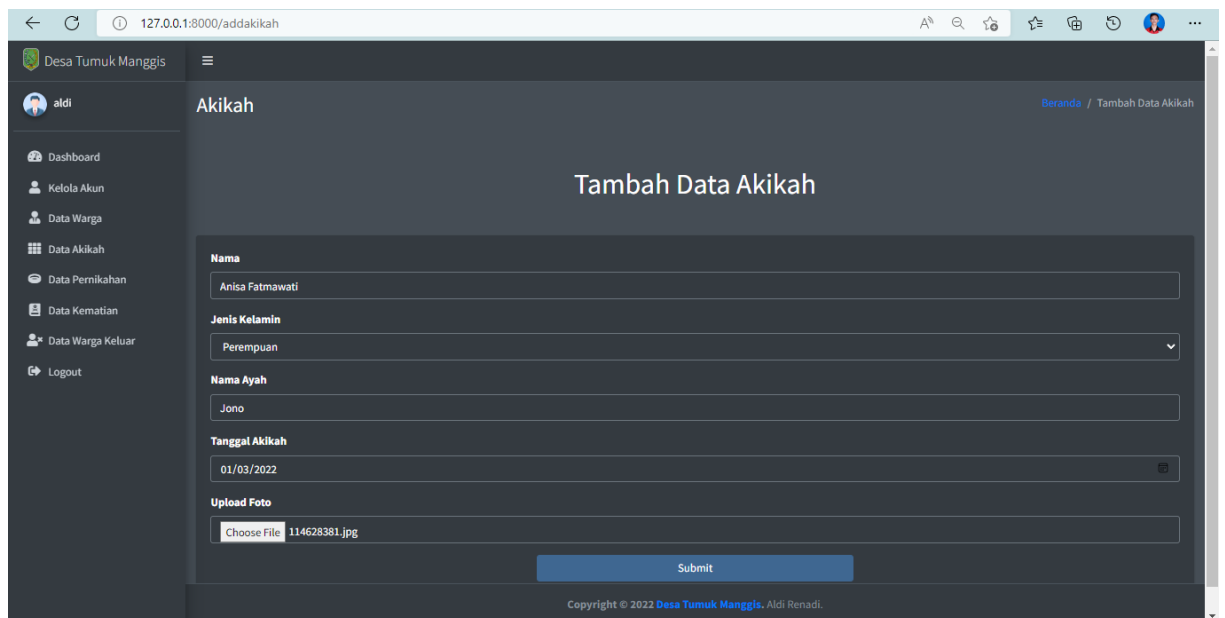 127.0.0.1:8000/addakikah
Desa Tumuk Manggis
aldi
Dashboard
Kelola Akun
Data Warga
Data Akikah
Data Pernikahan
Data Kematian
Data Warga Keluar
Logout
Akikah
Beranda / Tambah Data Akikah
Tambah Data Akikah
Nama
Anisa Fatmawati
Jenis Kelamin
Perempuan
Nama Ayah
Jono
Tanggal Akikah
01/03/2022
Upload Foto
Choose File 114628381.jpg
Submit
Copyright © 2022 Desa Tumuk Manggis. Aldi Renadi.